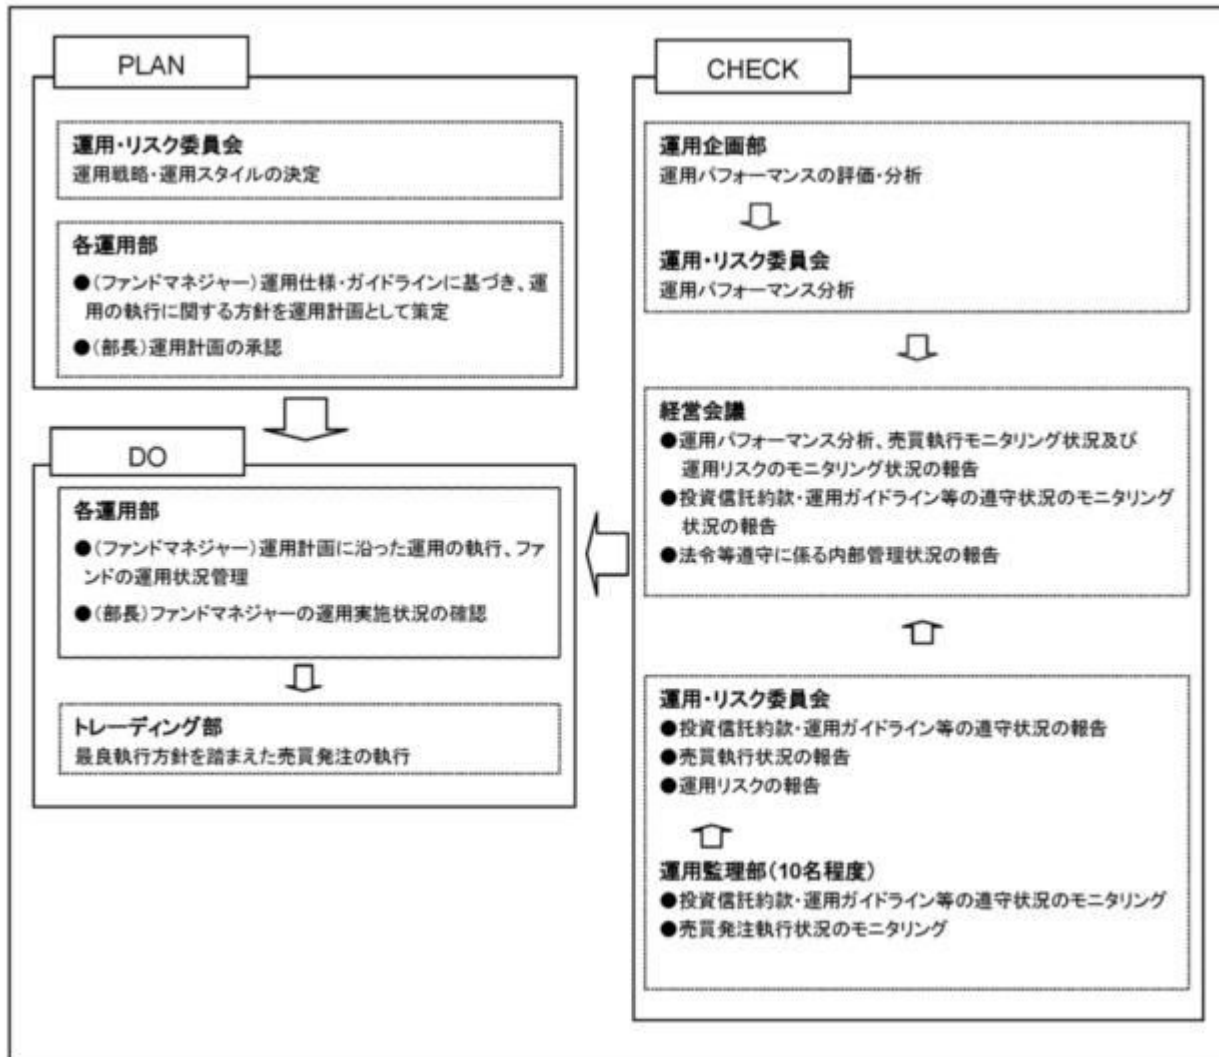 PLAN
運用・リスク委員会
運用戦略・運用スタイルの決定
各運用部
●(ファンドマネジャー)運用仕様・ガイドラインに基づき、運
用の執行に関する方針を運用計画として策定
●(部長)運用計画の承認
DO
各運用部
●(ファンドマネジャー)運用計画に沿った運用の執行、ファ
ンドの運用状況管理
●(部長)ファンドマネジャーの運用実施状況の確認
トレーディング部
最良執行方針を踏まえた売買発注の執行
CHECK
運用企画部
運用パフォーマンスの評価・分析
運用・リスク委員会
運用パフォーマンス分析
経営会議
●運用パフォーマンス分析、売買執行モニタリング状況及び
運用リスクのモニタリング状況の報告
●投資信託約款・運用ガイドライン等の遵守状況のモニタリング
状況の報告
●法令等遵守に係る内部管理状況の報告
運用・リスク委員会
●投資信託約款・運用ガイドライン等の遵守状況の報告
●売買執行状況の報告
●運用リスクの報告
運用監理部(10名程度)
●投資信託約款・運用ガイドライン等の遵守状況のモニタリング
●売買発注執行状況のモニタリング